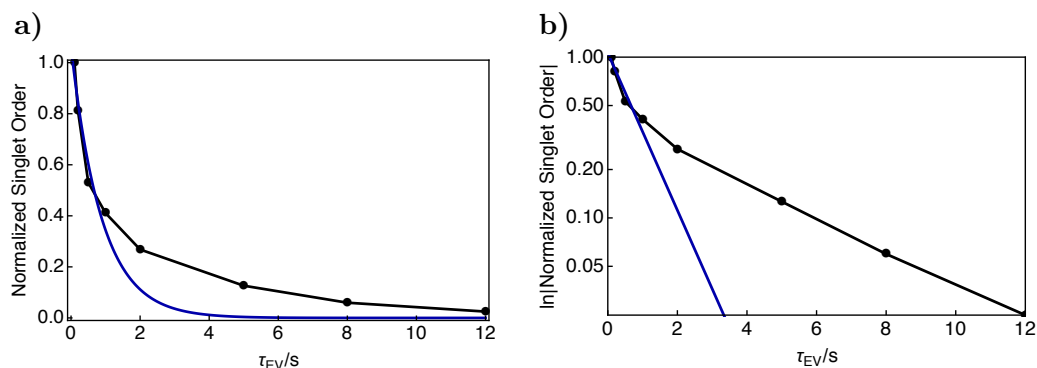 a)
Normalized Singlet Order
1.0
0.8
0.6
0.4
0.2
0.0
0 2 4 6 8 10 12
τEV/s
b)
ln|Normalized Singlet Order|
1.00
0.50
0.20
0.10
0.05
0 2 4 6 8 10 12
τEV/s